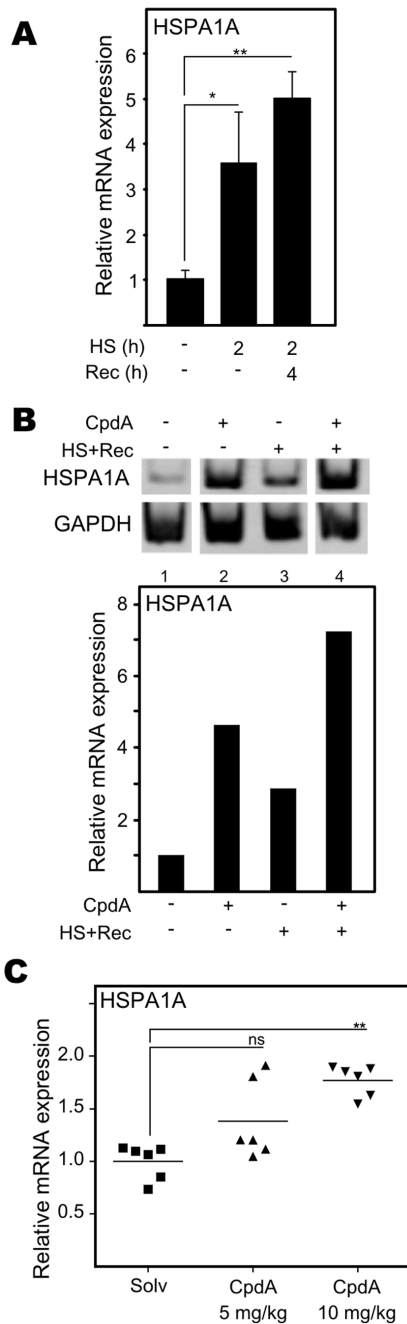 A
HSPA1A
Relative mRNA expression
6
5
4
3
2
1
**
*
HS (h) - 2 2
Rec (h) - - 4
B
CpdA - + - +
HS+Rec - - + +
HSPA1A
GAPDH
1 2 3 4
HSPA1A
Relative mRNA expression
8
6
4
2
CpdA - + - +
HS+Rec - - + +
C
HSPA1A
Relative mRNA expression
**
ns
2.0
1.5
1.0
0.5
Solv CpdA CpdA
5 mg/kg 10 mg/kg